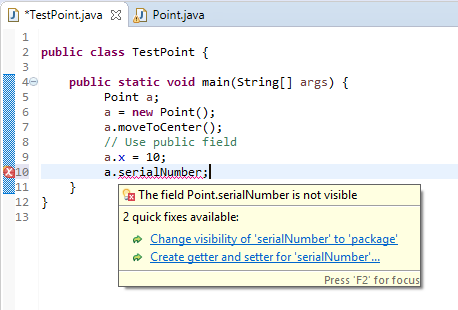 *TestPoint.java Point.java
1
2 public class TestPoint {
3
4 public static void main(String[] args) {
5 Point a;
6 a = new Point();
7 a.moveToCenter();
8 // Use public field
9 a.x = 10;
10 a.serialNumber;
11 }
12 }
13
The field Point.serialNumber is not visible
2 quick fixes available:
Change visibility of 'serialNumber' to 'package'
Create getter and setter for 'serialNumber'...
Press 'F2' for focus